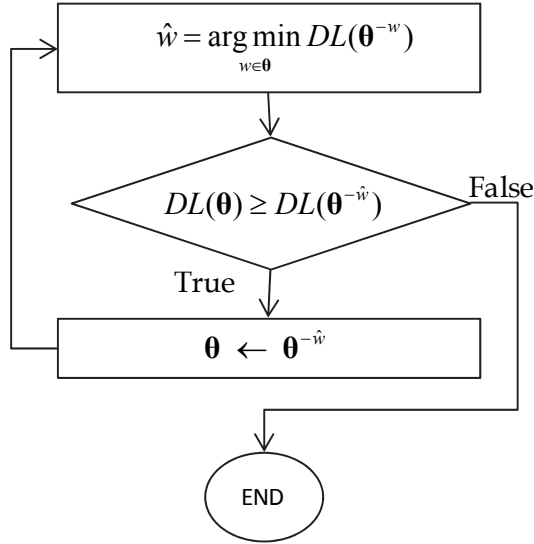 ŵ = arg min DL(θ⁻ʷ)
w∈θ
DL(θ) ≥ DL(θ^{-ŵ})
False
True
θ ← θ^{-ŵ}
END